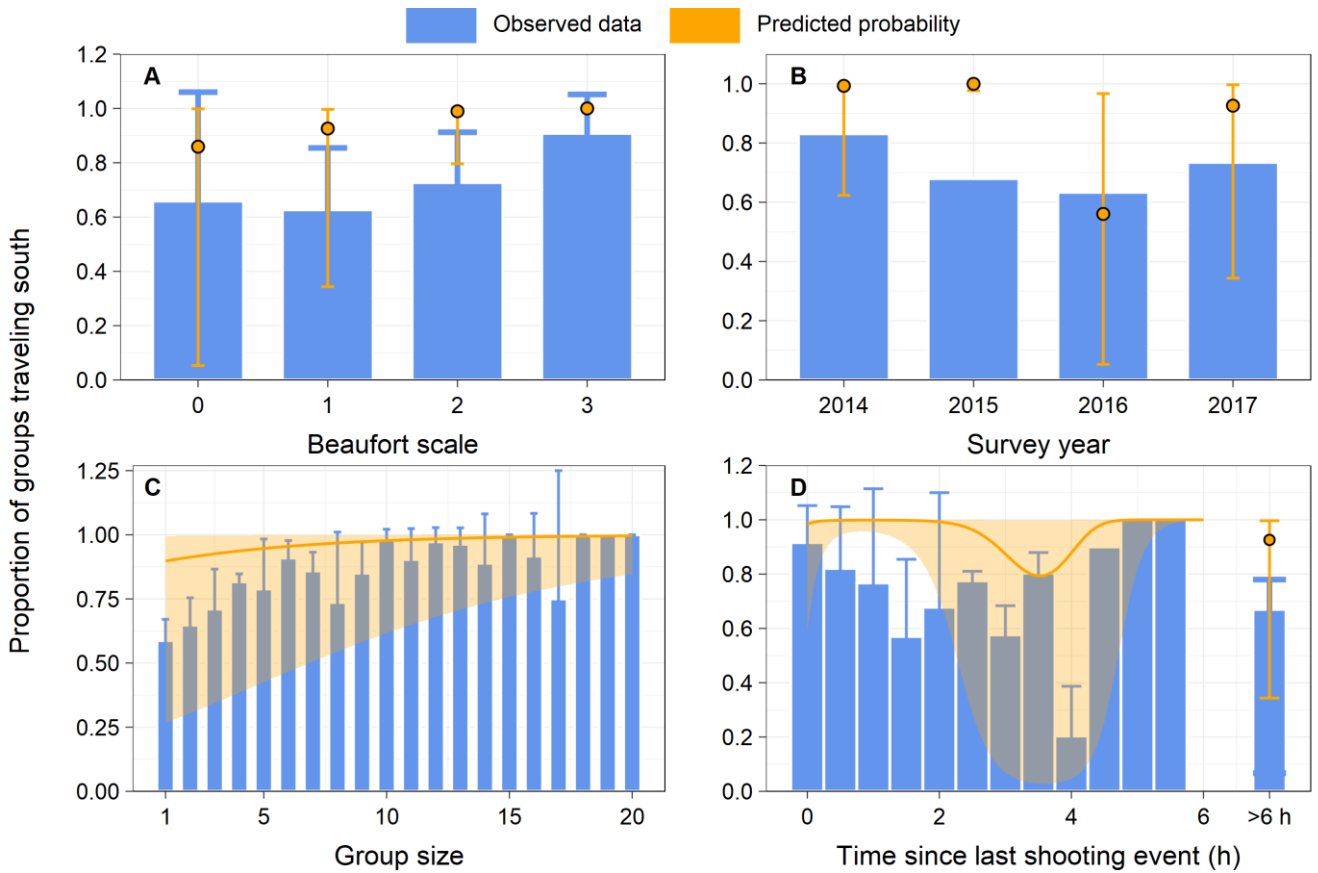 Observed data Predicted probability
Proportion of groups traveling south
A
1.2
1.0
0.8
0.6
0.4
0.2
0.0
0 1 2 3
Beaufort scale
B
1.0
0.8
0.6
0.4
0.2
0.0
2014 2015 2016 2017
Survey year
C
1.25
1.00
0.75
0.50
0.25
0.00
1 5 10 15 20
Group size
D
1.2
1.0
0.8
0.6
0.4
0.2
0.0
0 2 4 6 >6 h
Time since last shooting event (h)